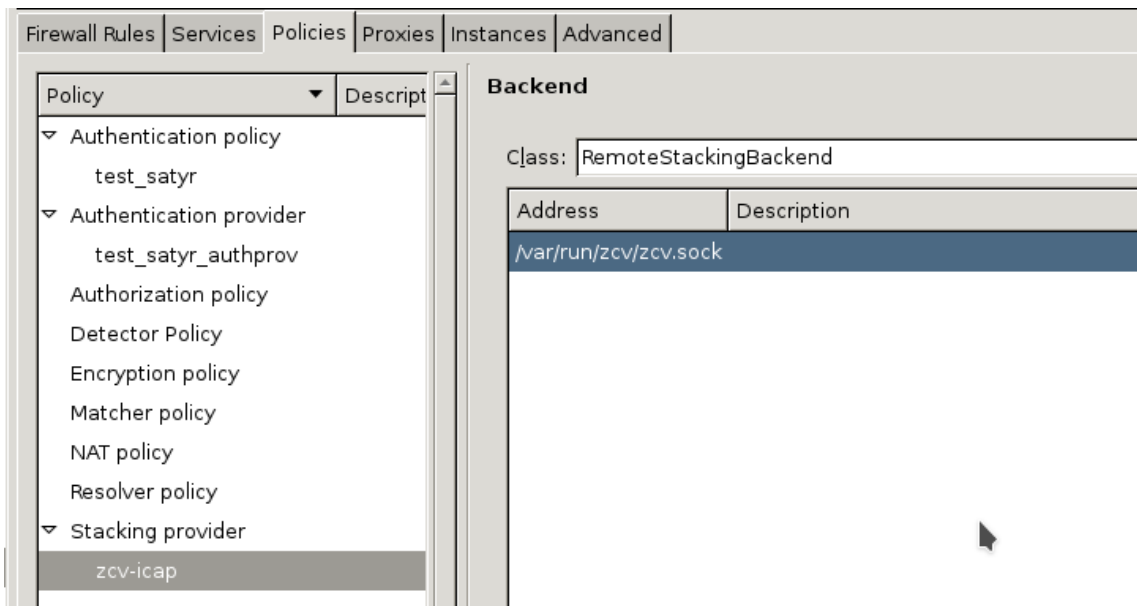 Firewall Rules Services Policies Proxies Instances Advanced
Policy Descript
Authentication policy
test_satyr
Authentication provider
test_satyr_authprov
Authorization policy
Detector Policy
Encryption policy
Matcher policy
NAT policy
Resolver policy
Stacking provider
zcv-icap
Backend
Class: RemoteStackingBackend
Address Description
/var/run/zcv/zcv.sock